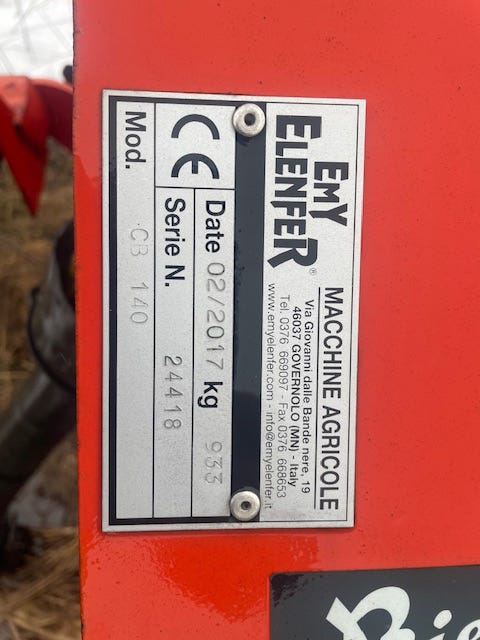 EMY
ELENFER®
MACCHINE AGRICOLE
Via Giovanni dalle Bande nere, 19
46037 GOVERNOLO (MN) - Italy
Tel. 0376 669097 - Fax 0376 668653
www.emyelenfer.com - info@emyelenfer.it
CE
Date 02/2017 kg 933
Serie N. 24418
Mod. CB 140